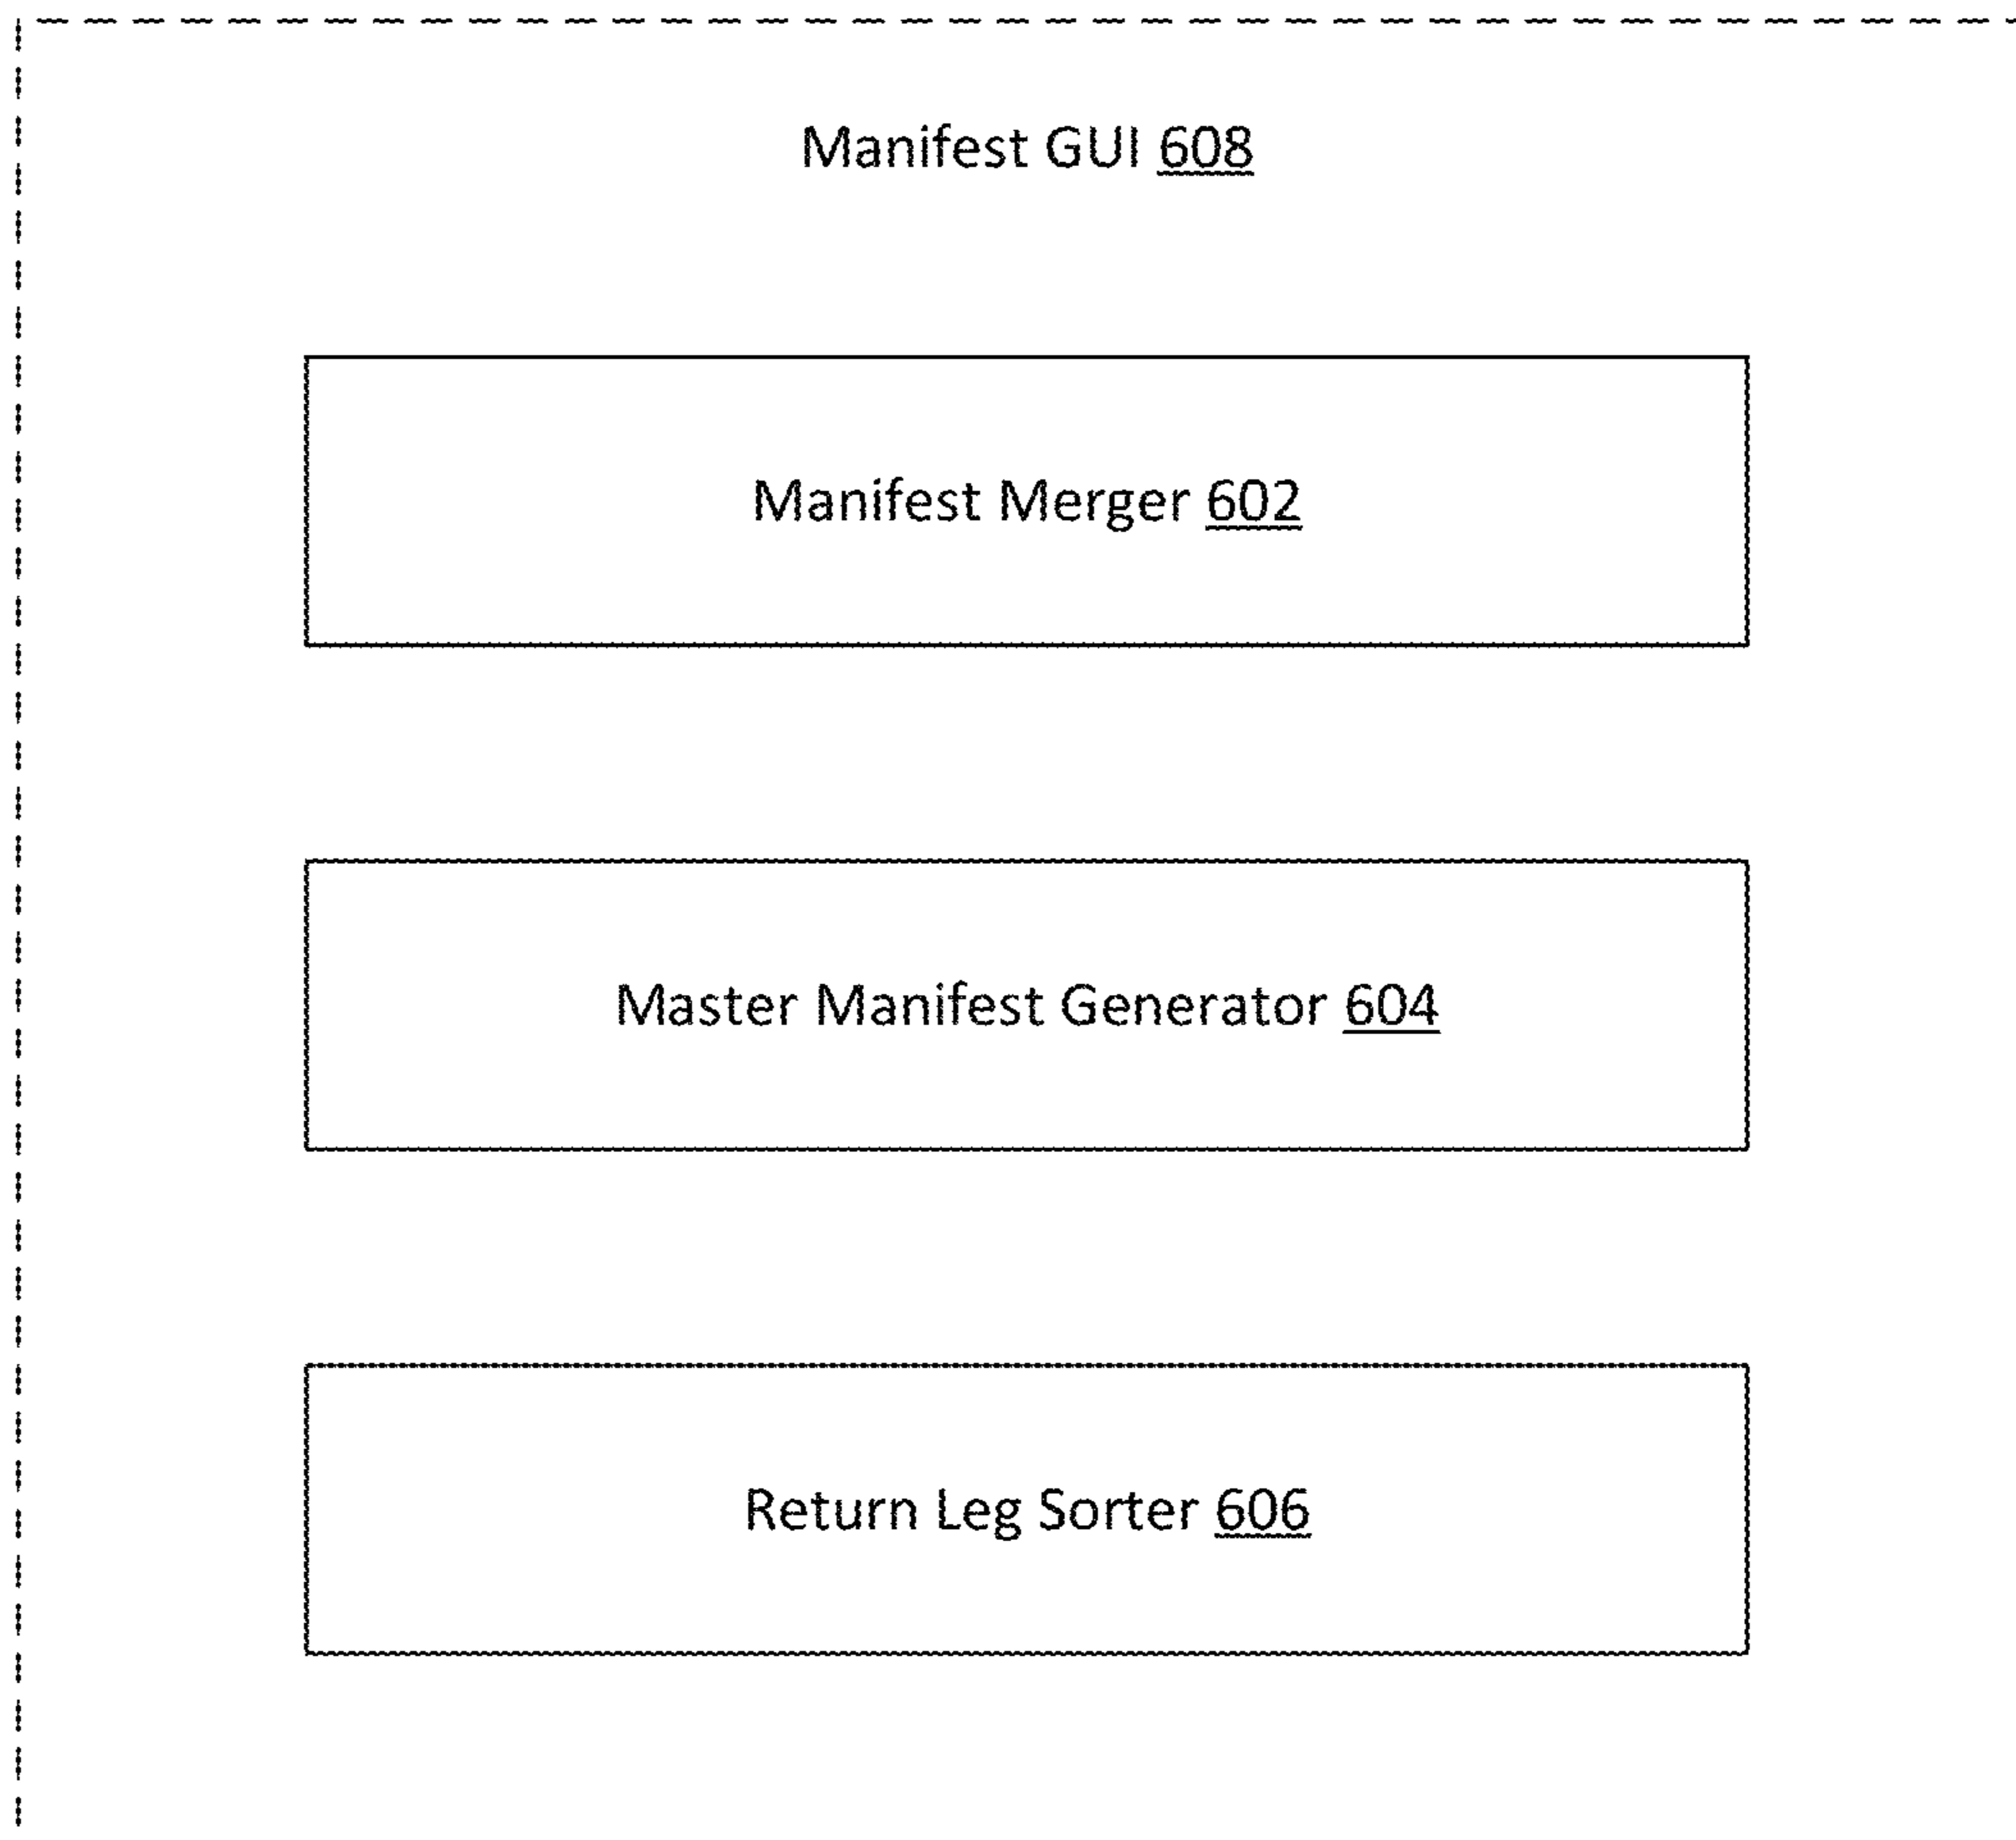 Manifest GUI 608
Manifest Merger 602
Master Manifest Generator 604
Return Leg Sorter 606